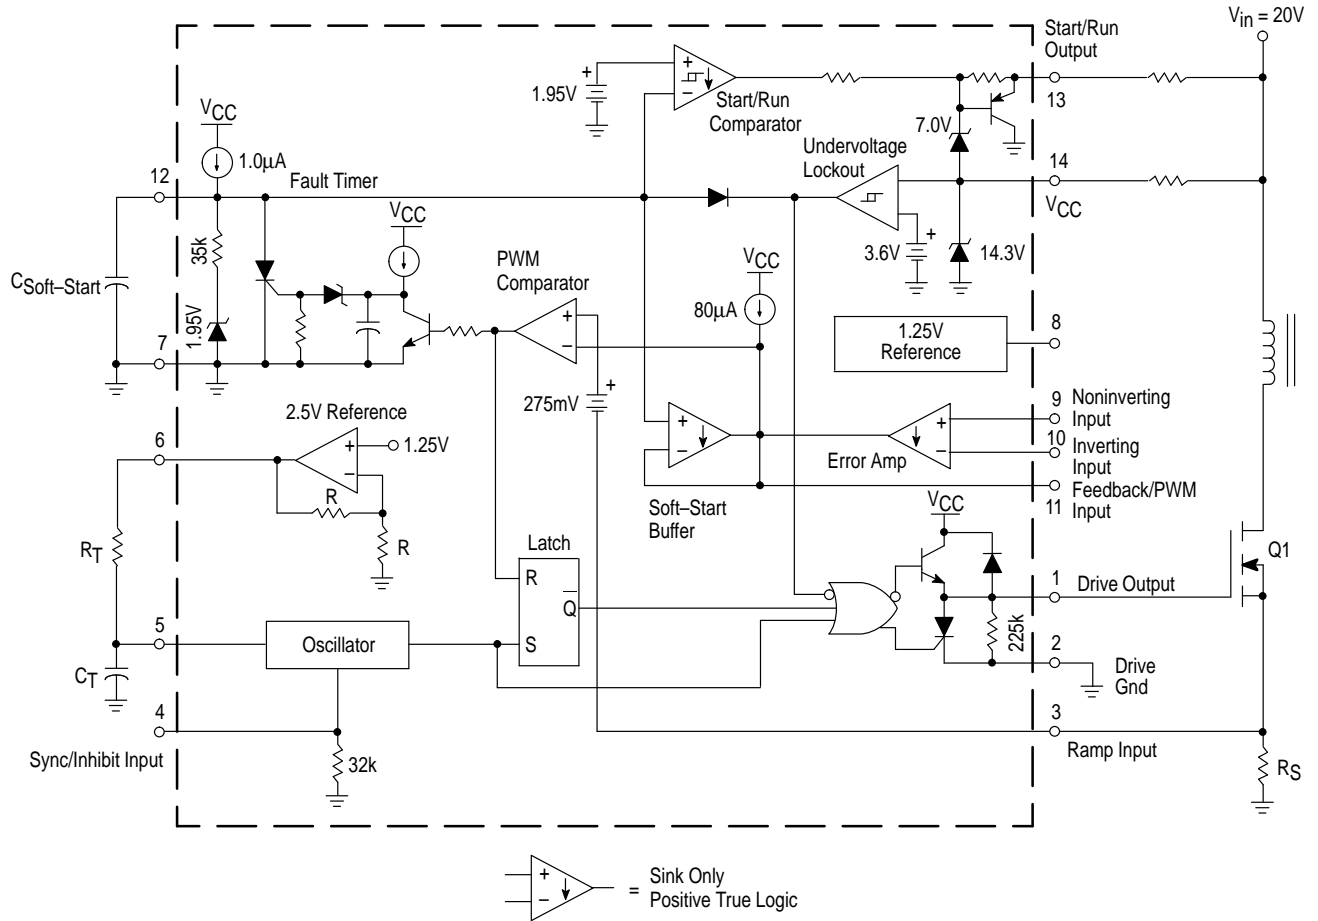 Vin = 20V
Start/Run
Output
13
1.95V
Start/Run
Comparator
7.0V
VCC
1.0µA
Undervoltage
Lockout
14
VCC
12
Fault Timer
VCC
35k
3.6V
14.3V
PWM
Comparator
VCC
CSoft–Start
80µA
1.95V
8
1.25V
Reference
7
275mV
9
Noninverting
Input
2.5V Reference
6
1.25V
10
Inverting
Input
Error Amp
R
Soft–Start
Buffer
11
Feedback/PWM
Input
VCC
RT
R
Latch
Q1
R
Q
S
1
Drive Output
5
Oscillator
225k
2
Drive
Gnd
CT
4
3
Sync/Inhibit Input
32k
Ramp Input
RS
= Sink Only
Positive True Logic